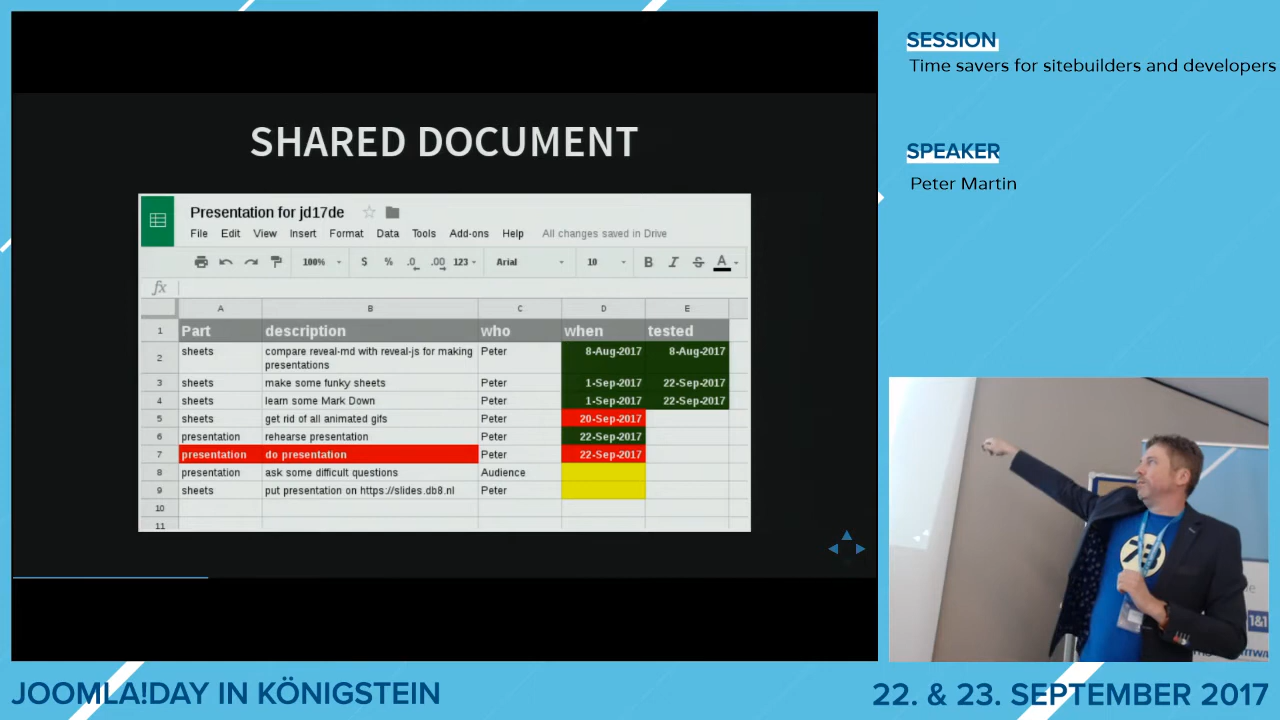 SESSION
Time savers for sitebuilders and developers
SPEAKER
Peter Martin
SHARED DOCUMENT
Presentation for jd17de
File Edit View Insert Format Data Tools Add-ons Help All changes saved in Drive
100% $ % .0 .00 123 Arial 10 B I S A
fx
A B C D E
1 Part description who when tested
2 sheets compare reveal-md with reveal-js for making presentations Peter 8-Aug-2017 8-Aug-2017
3 sheets make some funky sheets Peter 1-Sep-2017 22-Sep-2017
4 sheets learn some Mark Down Peter 1-Sep-2017 22-Sep-2017
5 sheets get rid of all animated gifs Peter 20-Sep-2017
6 presentation rehearse presentation Peter 22-Sep-2017
7 presentation do presentation Peter 22-Sep-2017
8 presentation ask some difficult questions Audience
9 sheets put presentation on https://slides.db8.nl Peter
10
11
1&1
JOOMLA!DAY IN KÖNIGSTEIN
22. & 23. SEPTEMBER 2017